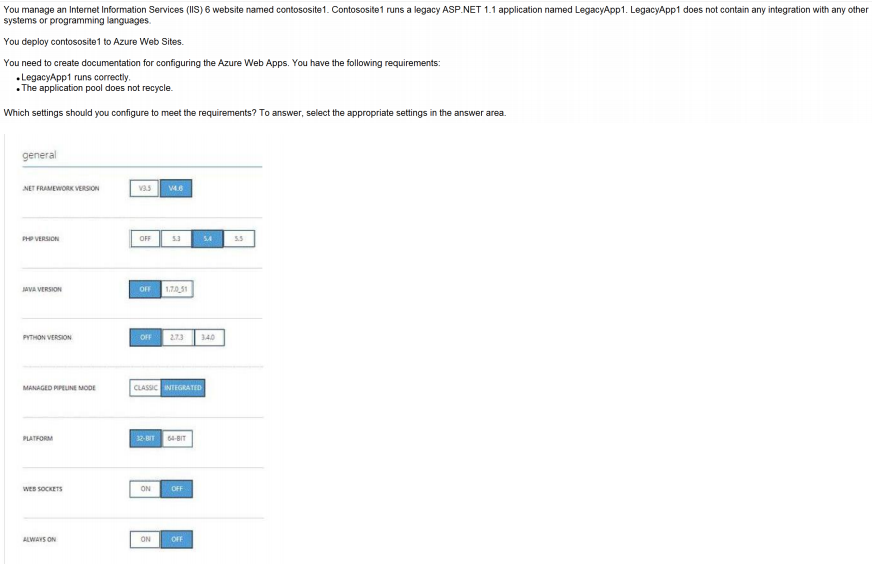 You manage an Internet Information Services (IIS) 6 website named contososite1. Contososite1 runs a legacy ASP.NET 1.1 application named LegacyApp1. LegacyApp1 does not contain any integration with any other
systems or programming languages.
You deploy contososite1 to Azure Web Sites.
You need to create documentation for configuring the Azure Web Apps. You have the following requirements:
• LegacyApp1 runs correctly.
• The application pool does not recycle.
Which settings should you configure to meet the requirements? To answer, select the appropriate settings in the answer area.
general
.NET FRAMEWORK VERSION V3.5 V4.6
PHP VERSION OFF 5.3 5.4 5.5
JAVA VERSION OFF 1.7.0_51
PYTHON VERSION OFF 2.7.3 3.4.0
MANAGED PIPELINE MODE CLASSIC INTEGRATED
PLATFORM 32-BIT 64-BIT
WEB SOCKETS ON OFF
ALWAYS ON ON OFF